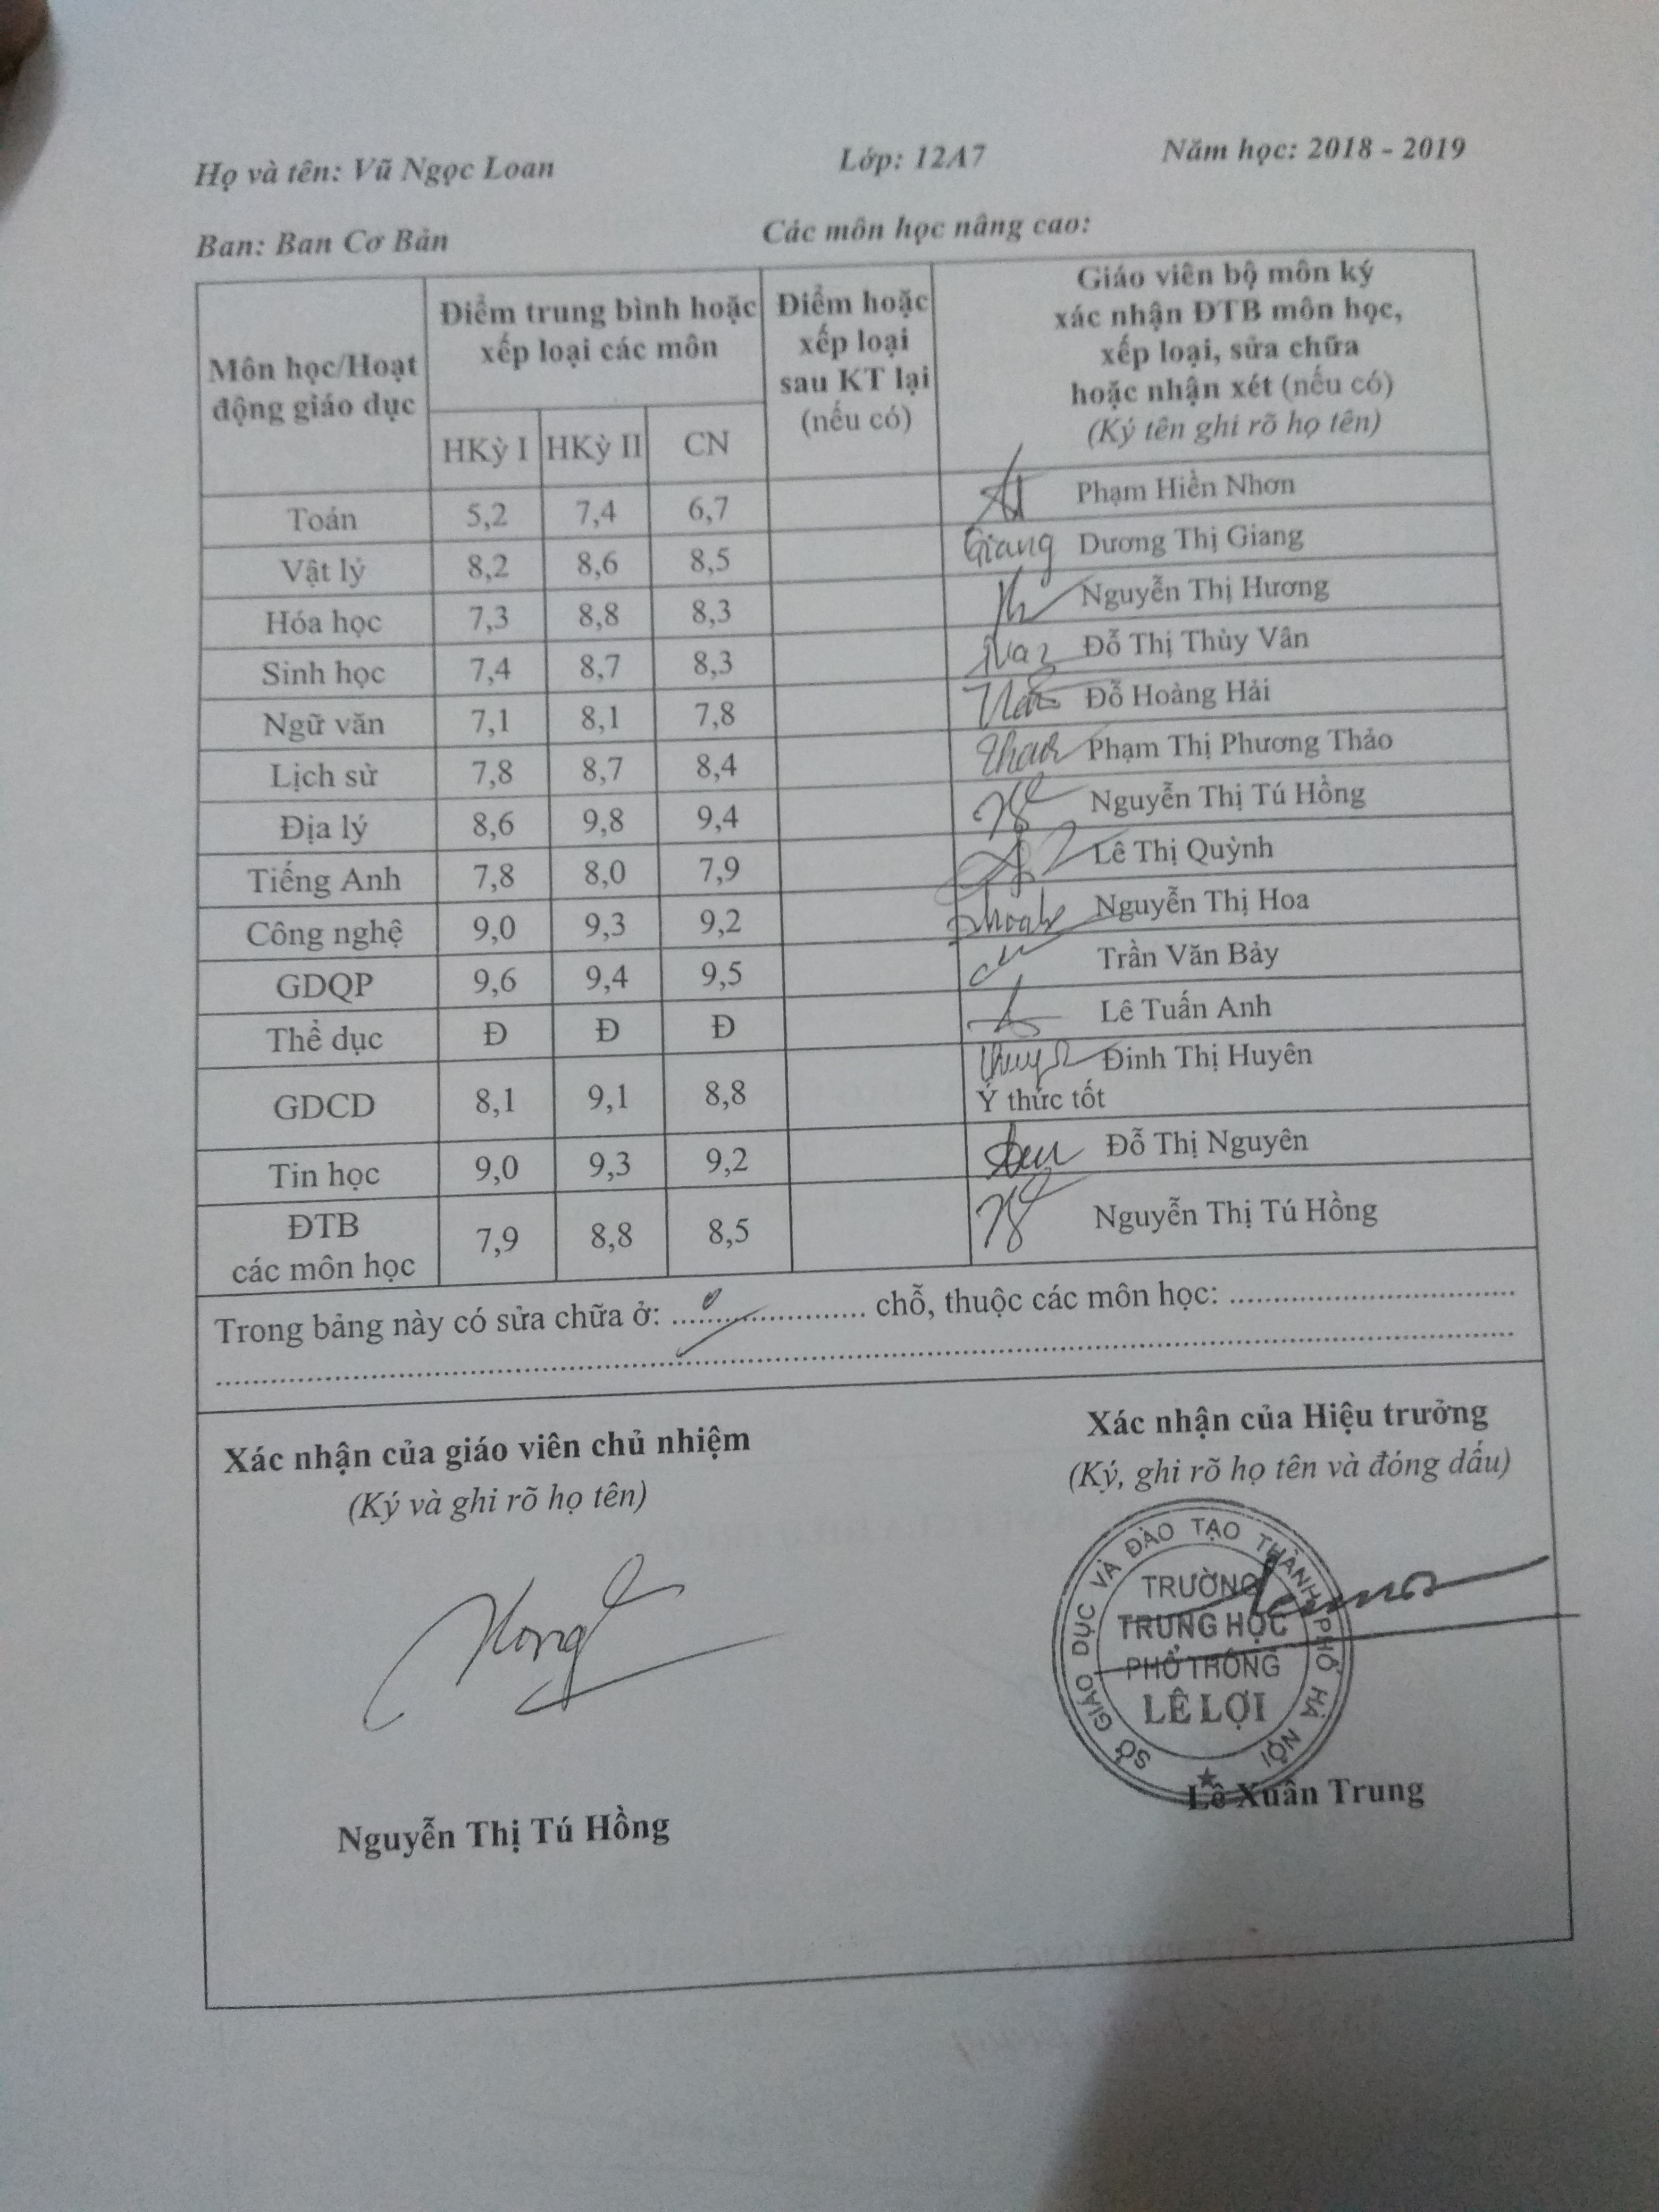 Họ và tên: Vũ Ngọc Loan Lớp: 12A7 Năm học: 2018 - 2019
Ban: Ban Cơ Bản Các môn học nâng cao:
Môn học/Hoạt động giáo dục
Điểm trung bình hoặc xếp loại các môn
Điểm hoặc xếp loại sau KT lại (nếu có)
Giáo viên bộ môn ký
xác nhận ĐTB môn học,
xếp loại, sửa chữa
hoặc nhận xét (nếu có)
(Ký tên ghi rõ họ tên)
HKỳ I HKỳ II CN
Toán 5,2 7,4 6,7 Phạm Hiền Nhơn
Vật lý 8,2 8,6 8,5 Giang Dương Thị Giang
Hóa học 7,3 8,8 8,3 Nguyễn Thị Hương
Sinh học 7,4 8,7 8,3 Đỗ Thị Thùy Vân
Ngữ văn 7,1 8,1 7,8 Đỗ Hoàng Hải
Lịch sử 7,8 8,7 8,4 Phạm Thị Phương Thảo
Địa lý 8,6 9,8 9,4 Nguyễn Thị Tú Hồng
Tiếng Anh 7,8 8,0 7,9 Lê Thị Quỳnh
Công nghệ 9,0 9,3 9,2 Nguyễn Thị Hoa
GDQP 9,6 9,4 9,5 Trần Văn Bảy
Thể dục Đ Đ Đ Lê Tuấn Anh
GDCD 8,1 9,1 8,8 Đinh Thị Huyên
Ý thức tốt
Tin học 9,0 9,3 9,2 Đỗ Thị Nguyên
ĐTB
các môn học 7,9 8,8 8,5 Nguyễn Thị Tú Hồng
Trong bảng này có sửa chữa ở: 0 chỗ, thuộc các môn học:
Xác nhận của giáo viên chủ nhiệm
(Ký và ghi rõ họ tên)
Hong
Nguyễn Thị Tú Hồng
Xác nhận của Hiệu trưởng
(Ký, ghi rõ họ tên và đóng dấu)
SỞ GIÁO DỤC VÀ ĐÀO TẠO THÀNH PHỐ HÀ NỘI
TRƯỜNG
TRUNG HỌC
PHỔ THÔNG
LÊ LỢI
Lê Xuân Trung